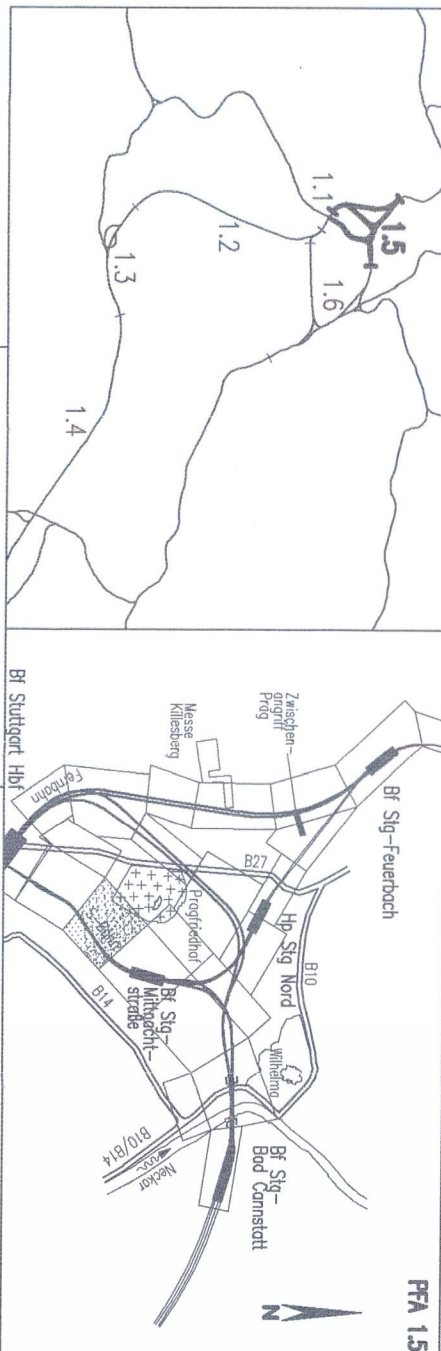 1.1
1.5
1.2
1.6
1.3
1.4
PFA 1.5
N
Bf Stg-Feuerbach
Zwischen-
angriff
Prag
Messe
Killesberg
B27
B10
Hp Stg Nord
Wilhelma
Pragfriedhof
Fernbahn
Bf Stuttgart Hbf
Bf Stg-
Mittnacht-
straße
B14
B10/B14
Neckar
Bf Stg-
Bad Cannstatt